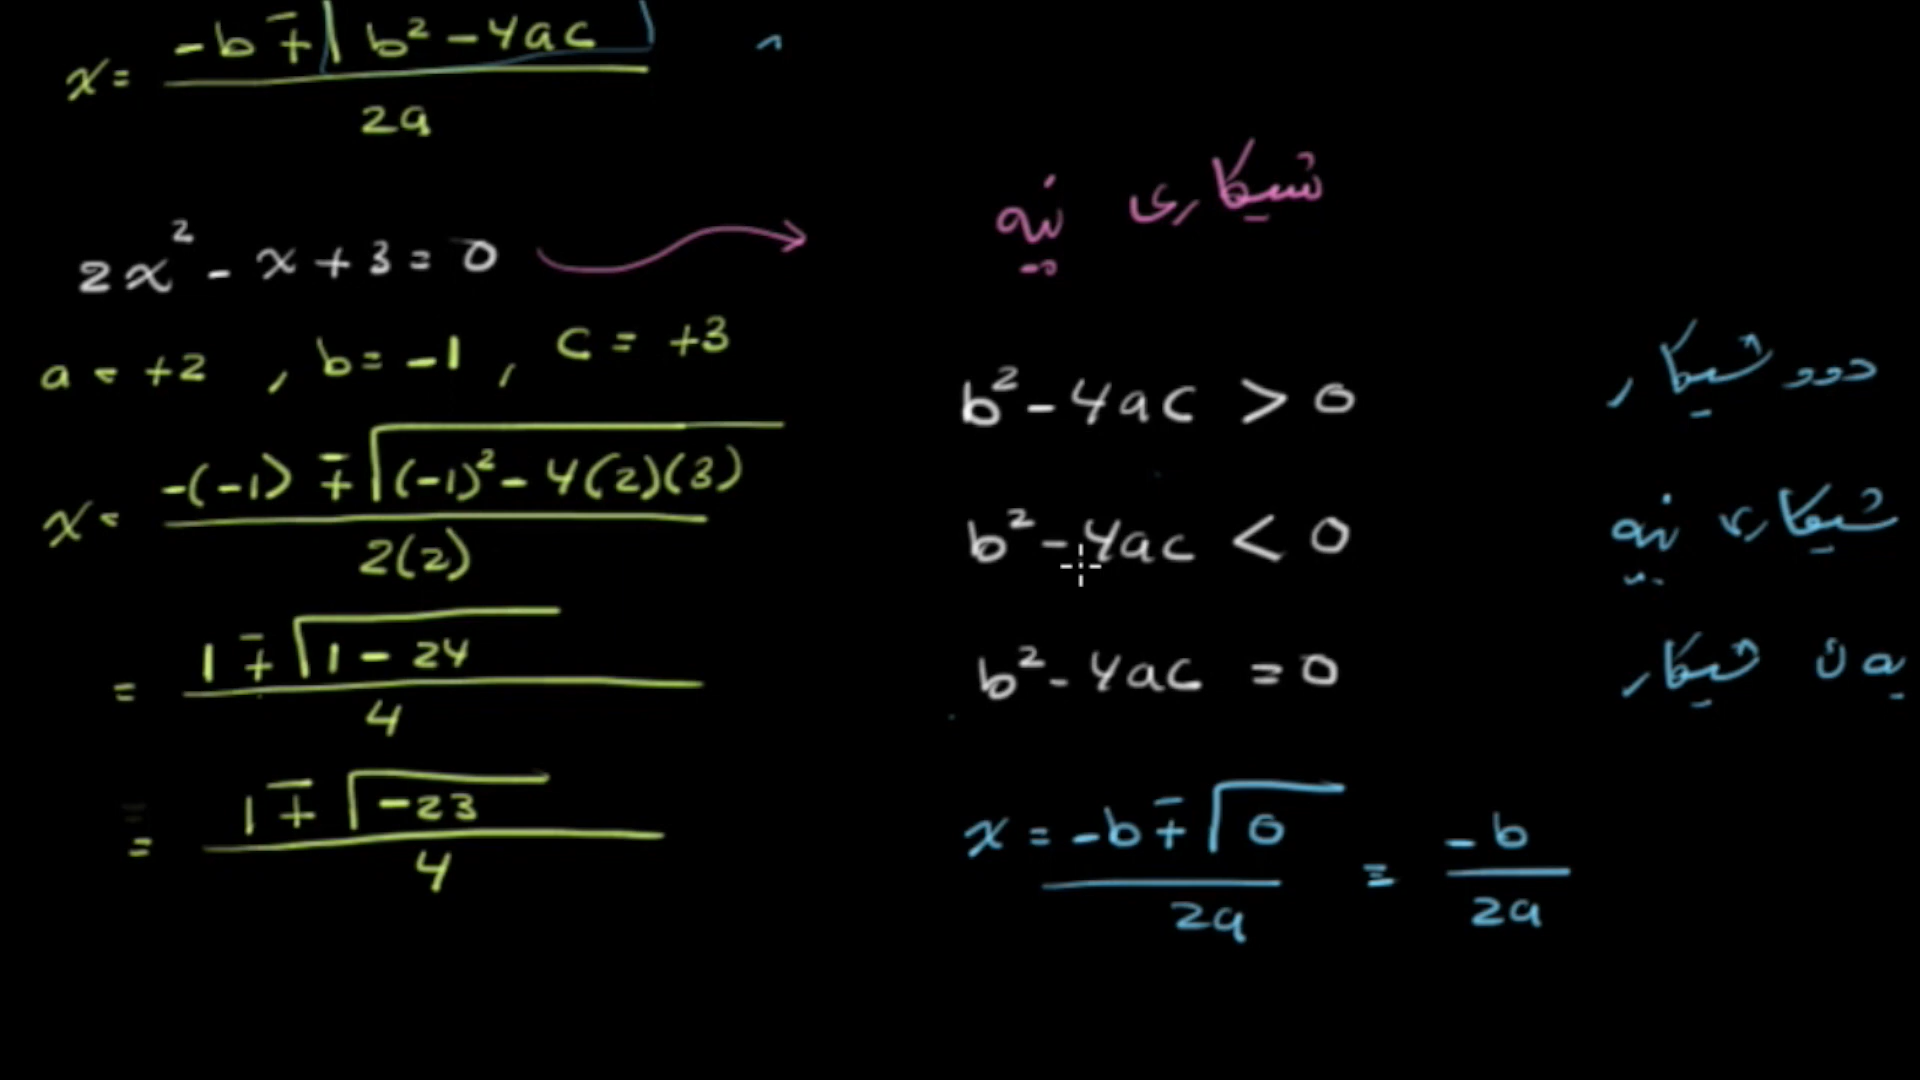 x = (-b ∓ √(b² - 4ac)) / 2a
2x² - x + 3 = 0
شیکاری نیە
a = +2 , b = -1 , c = +3
x = (-(-1) ∓ √((-1)² - 4(2)(3))) / 2(2)
= (1 ∓ √(1 - 24)) / 4
= (1 ∓ √(-23)) / 4
b² - 4ac > 0 دوو شیکار
b² - 4ac < 0 شیکاری نیە
b² - 4ac = 0 شیکار
x = (-b ∓ √0) / 2a = -b / 2a